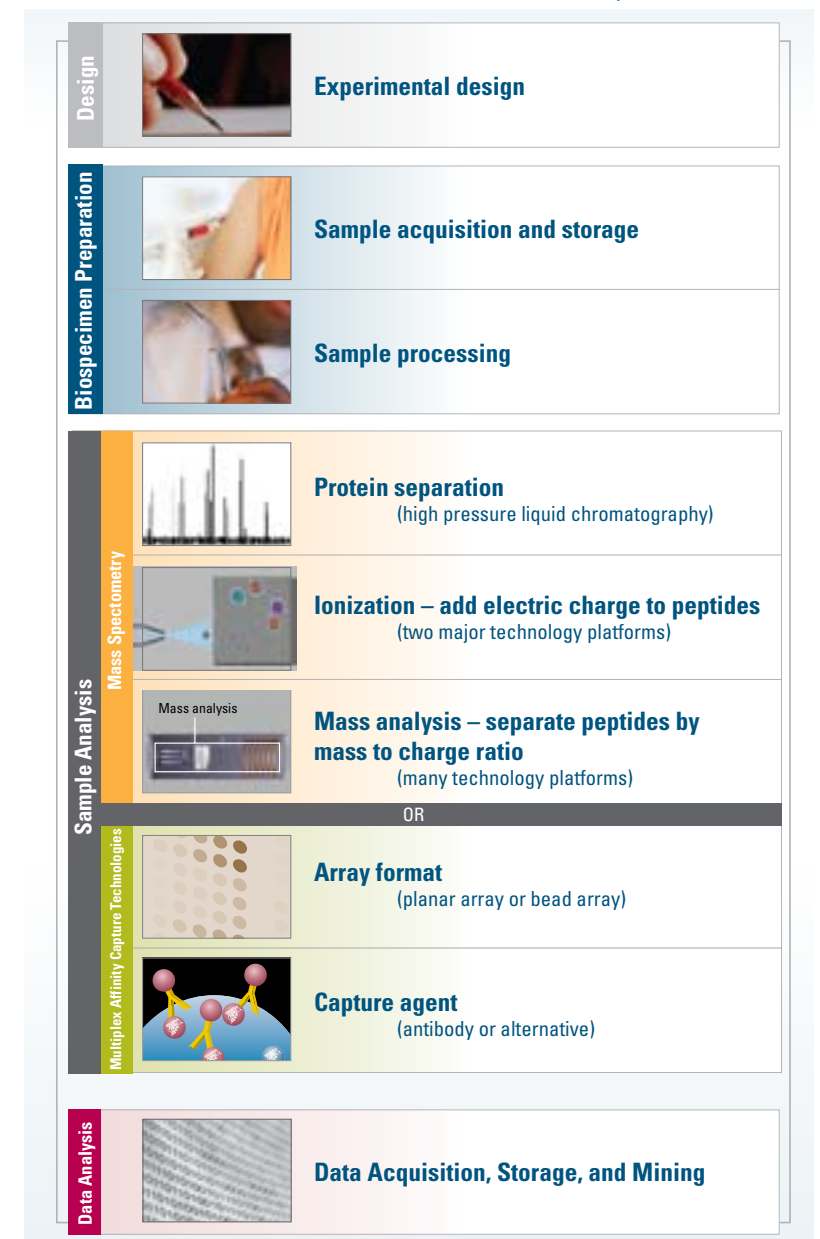 Design
Experimental design
Biospecimen Preparation
Sample acquisition and storage
Sample processing
Sample Analysis
Mass Spectometry
Protein separation
(high pressure liquid chromatography)
Ionization – add electric charge to peptides
(two major technology platforms)
Mass analysis
Mass analysis – separate peptides by
mass to charge ratio
(many technology platforms)
OR
Multiplex Affinity Capture Technologies
Array format
(planar array or bead array)
Capture agent
(antibody or alternative)
Data Analysis
Data Acquisition, Storage, and Mining